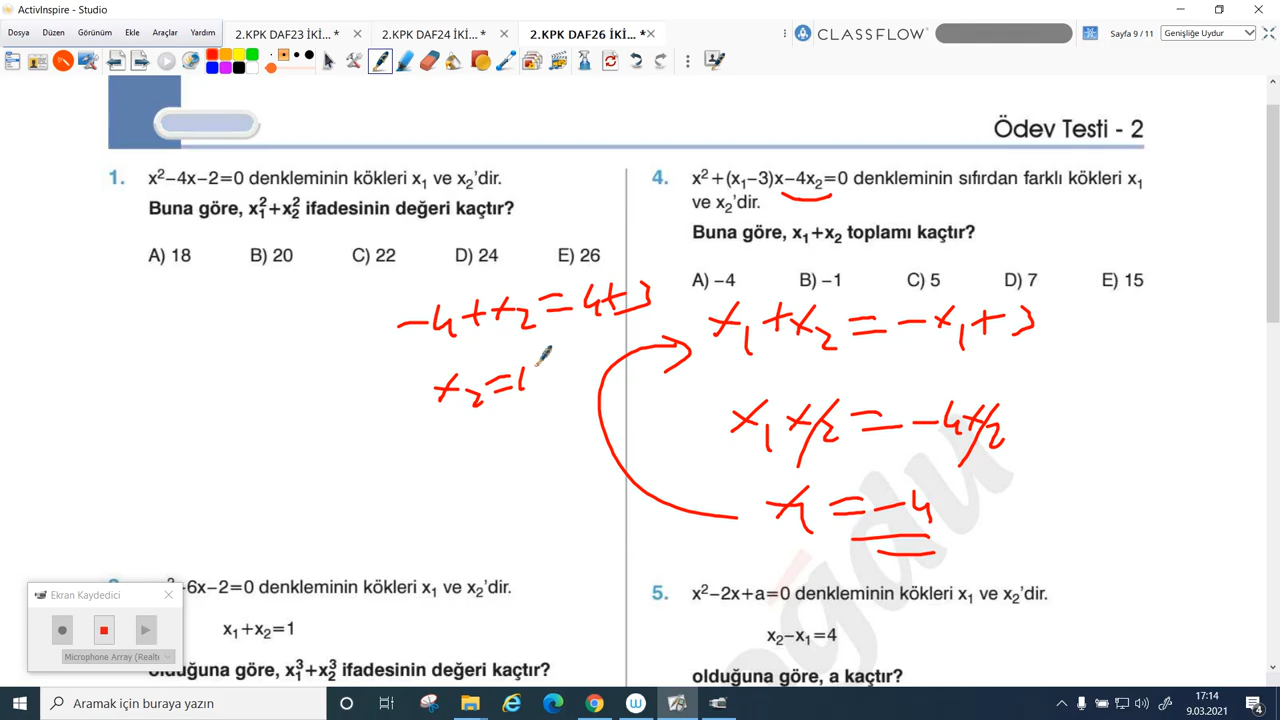 ActivInspire - Studio
Dosya Düzen Görünüm Ekle Araçlar Yardım
2.KPK DAF23 İKİ... * 2.KPK DAF24 İKİ... * 2.KPK DAF26 İKİ... *
CLASSFLOW
Sayfa 9 / 11 Genişliğe Uydur
Ödev Testi - 2
1. x²−4x−2=0 denkleminin kökleri x₁ ve x₂'dir.
Buna göre, x₁²+x₂² ifadesinin değeri kaçtır?
A) 18 B) 20 C) 22 D) 24 E) 26
−4+x₂=4+3
x₂=1
6x−2=0 denkleminin kökleri x₁ ve x₂'dir.
x₁+x₂=1
olduğuna göre, x₁³+x₂³ ifadesinin değeri kaçtır?
4. x²+(x₁−3)x−4x₂=0 denkleminin sıfırdan farklı kökleri x₁
ve x₂'dir.
Buna göre, x₁+x₂ toplamı kaçtır?
A) −4 B) −1 C) 5 D) 7 E) 15
x₁+x₂=−x₁+3
x₁x₂=−4x₂
x₁=−4
5. x²−2x+a=0 denkleminin kökleri x₁ ve x₂'dir.
x₂−x₁=4
olduğuna göre, a kaçtır?
Ekran Kaydedici
Microphone Array (Realte
Aramak için buraya yazın
17:14
9.03.2021
4